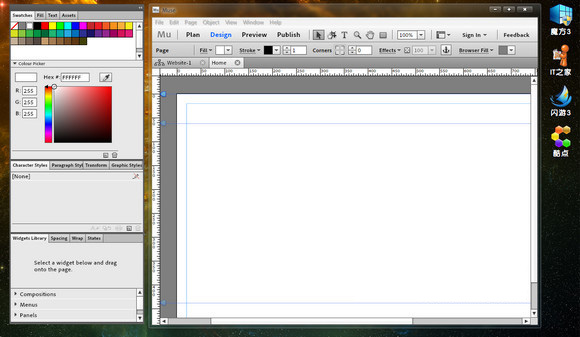 Swatches Fill Text Assets
Colour Picker
Hex #: FFFFFF
R: 255
G: 255
B: 255
Character Styles Paragraph Styl Transform Graphic Styles
[None]
Widgets Library Spacing Wrap States
Select a widget below and drag
onto the page.
Compositions
Menus
Panels
Muse
File Edit Page Object View Window Help
Mu Plan Design Preview Publish T 100% Sign In Feedback
Page Fill: Stroke: 1 Corners 0 Effects 100 Browser Fill
Website-1 Home
魔方3
IT之家
闪游3
酷点